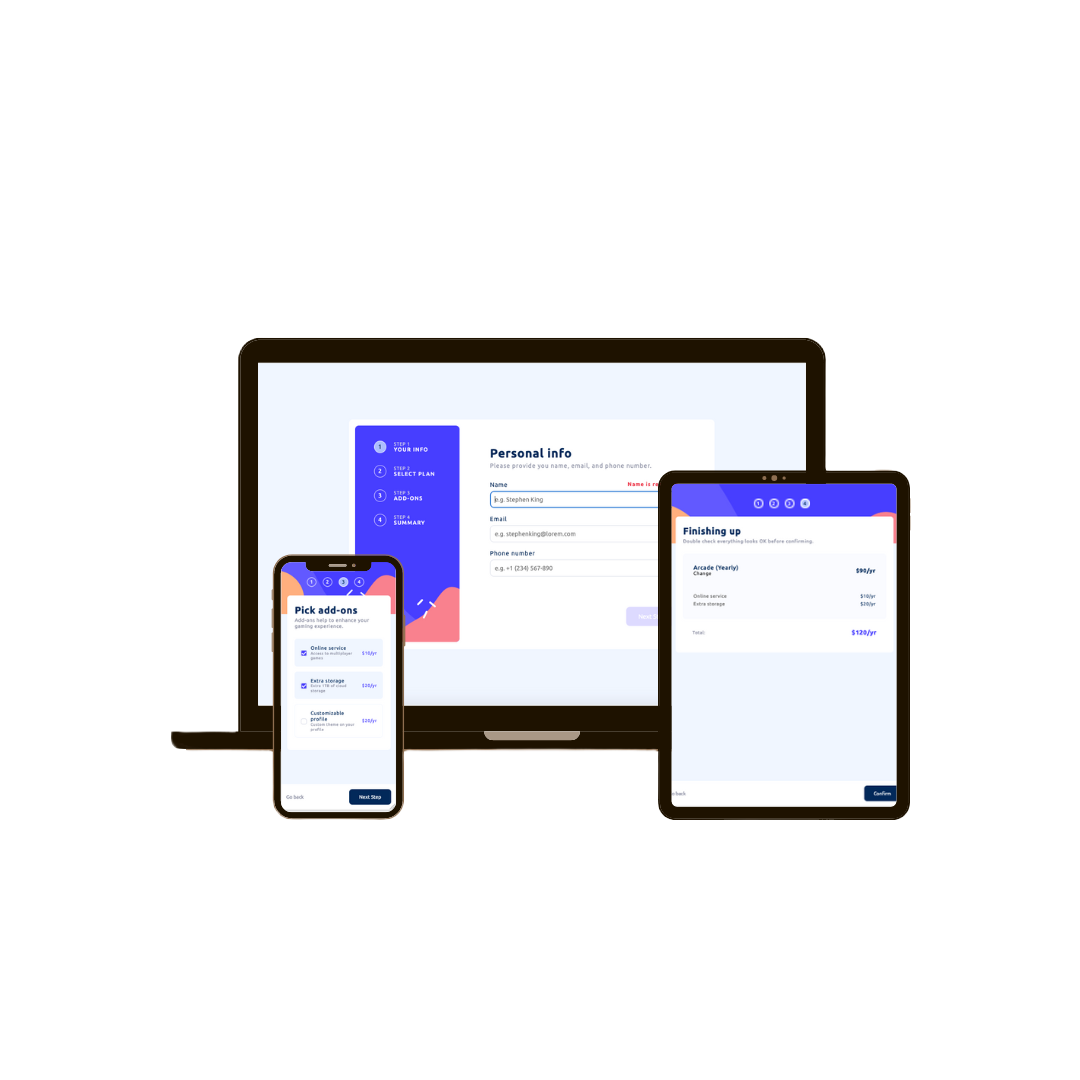 1
STEP 1
YOUR INFO
2
STEP 2
SELECT PLAN
3
STEP 3
ADD-ONS
4
STEP 4
SUMMARY
Personal info
Please provide you name, email, and phone number.
Name
Name is
e.g. Stephen King
Email
e.g. stephenking@lorem.com
Phone number
e.g. +1 (234) 567-890
Next
1 2 3 4
Pick add-ons
Add-ons help to enhance your
gaming experience.
Online service
Access to multiplayer
games
$10/yr
Extra storage
Extra 1TB of cloud
storage
$20/yr
Customizable
profile
Custom theme on your
profile
$20/yr
Go back
Next Step
1 2 3 4
Finishing up
Double check everything looks OK before confirming.
Arcade (Yearly)
Change
$90/yr
Online service
$10/yr
Extra storage
$20/yr
Total:
$120/yr
back
Confirm